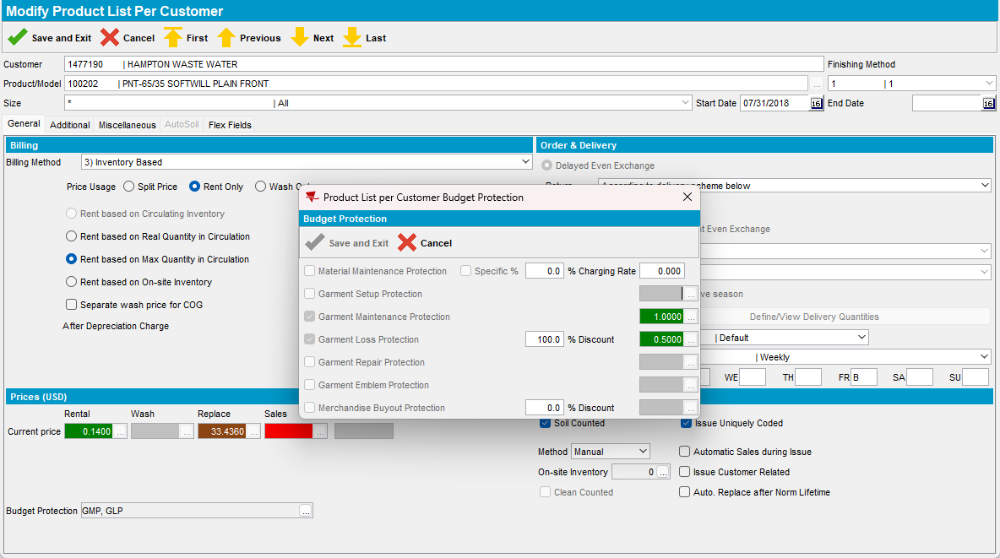 Modify Product List Per Customer
Save and Exit Cancel First Previous Next Last
Customer 1477190 | HAMPTON WASTE WATER Finishing Method
Product/Model 100202 | PNT-65/35 SOFTWILL PLAIN FRONT ... 1 | 1
Size * | All Start Date 07/31/2018 16 End Date 16
General Additional Miscellaneous AutoSoil Flex Fields
Billing
Billing Method 3) Inventory Based
Price Usage Split Price Rent Only Wash
Rent based on Circulating Inventory
Rent based on Real Quantity in Circulation
Rent based on Max Quantity in Circulation
Rent based on On-site Inventory
Separate wash price for COG
After Depreciation Charge
Order & Delivery
Delayed Even Exchange
According to delivery scheme below
Even Exchange
season
Define/View Delivery Quantities
| Default
| Weekly
WE TH FR B SA SU
Product List per Customer Budget Protection
Budget Protection
Save and Exit Cancel
Material Maintenance Protection Specific % 0.0 % Charging Rate 0.000
Garment Setup Protection ...
Garment Maintenance Protection 1.0000 ...
Garment Loss Protection 100.0 % Discount 0.5000 ...
Garment Repair Protection ...
Garment Emblem Protection ...
Merchandise Buyout Protection 0.0 % Discount ...
Prices (USD)
Rental Wash Replace Sales
Current price 0.1400 ... ... 33.4360 ... ...
Budget Protection GMP, GLP ...
Soil Counted Issue Uniquely Coded
Method Manual Automatic Sales during Issue
On-site Inventory 0 ... Issue Customer Related
Clean Counted Auto. Replace after Norm Lifetime